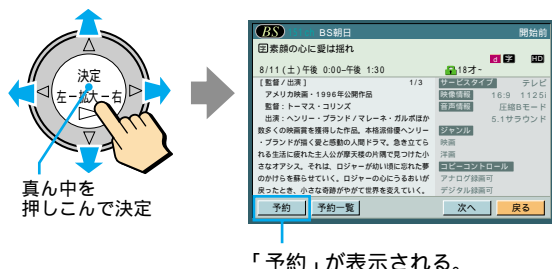 決定
左−拡大−右
真ん中を
押しこんで決定
BS BS朝日 開始前
字素顔の心に愛は揺れ
d 字 HD
8/11(土)午後 0:00-午後 1:30 18才-
[監督/出演] 1/3
アメリカ映画・1996年公開作品
監督:トーマス・コリンズ
出演:ヘンリー・ブランド/マレーネ・ガルボほか
数多くの映画賞を獲得した作品。本格派俳優ヘンリー
・ブランドが描く愛と感動の人間ドラマ。急き立てら
れる生活に疲れた主人公が摩天楼の片隅で見つけた小
さなオアシス。それは、ロージャーが幼い頃に忘れた夢
のかけらを蘇らせていく。ロジャーの心にうるおいが
戻ったとき、小さな奇跡がやがて世界を変えていく。
サービスタイプ テレビ
映像情報 16:9 1125i
音声情報 圧縮Bモード
5.1サラウンド
ジャンル
映画
洋画
コピーコントロール
アナログ録画可
デジタル録画可
予約 予約一覧 次へ 戻る
「予約」が表示される。